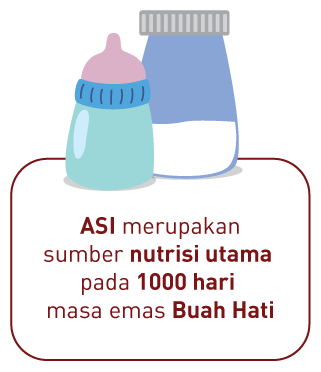 ASI merupakan
sumber nutrisi utama
pada 1000 hari
masa emas Buah Hati